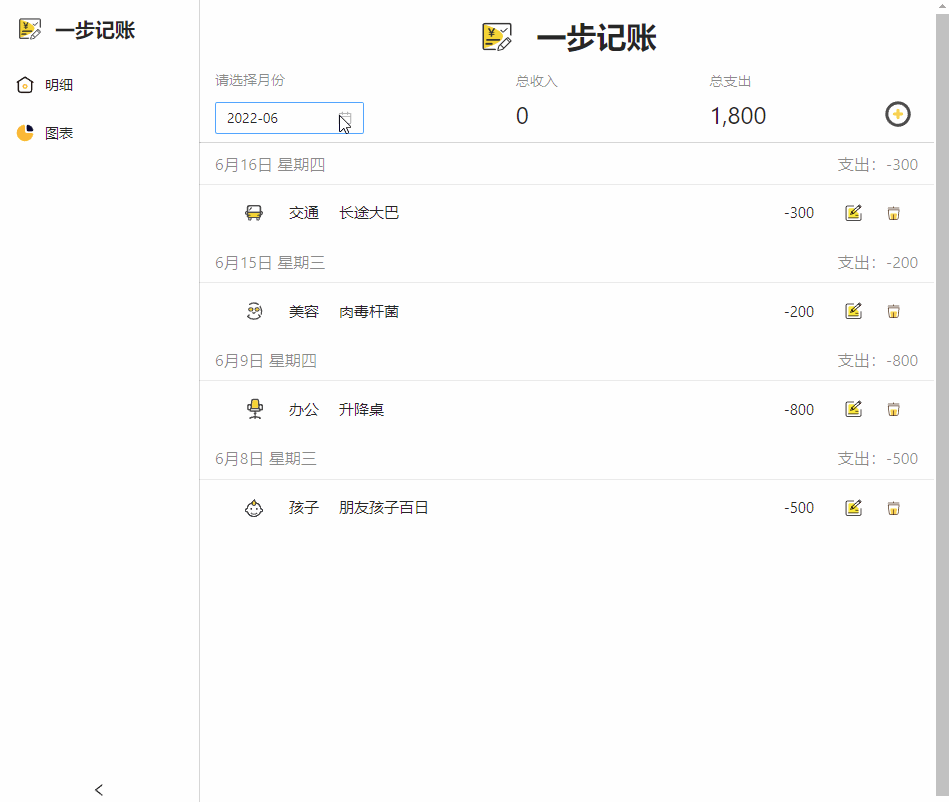 一步记账
明细
图表
一步记账
请选择月份 总收入 总支出
2022-06 0 1,800
6月16日 星期四 支出：-300
交通 长途大巴 -300
6月15日 星期三 支出：-200
美容 肉毒杆菌 -200
6月9日 星期四 支出：-800
办公 升降桌 -800
6月8日 星期三 支出：-500
孩子 朋友孩子百日 -500